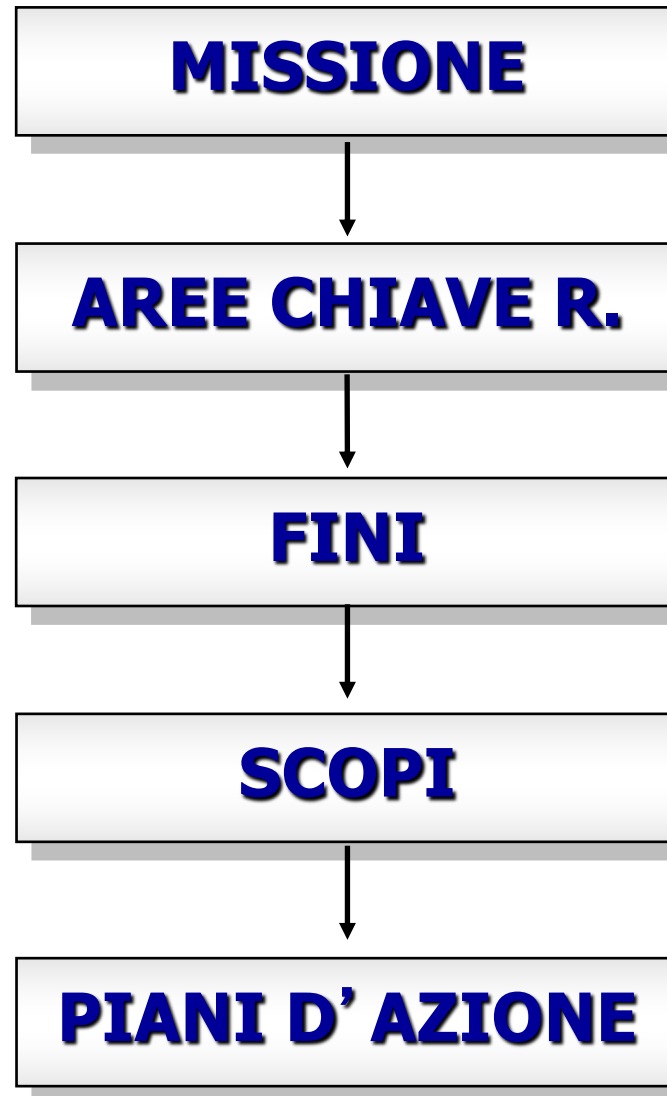 MISSIONE
AREE CHIAVE R.
FINI
SCOPI
PIANI D’ AZIONE